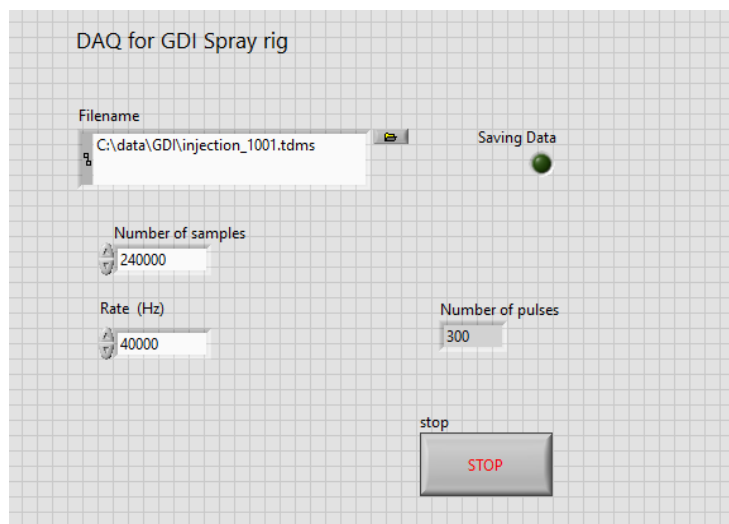 DAQ for GDI Spray rig
Filename
C:\data\GDI\injection_1001.tdms
Saving Data
Number of samples
240000
Rate (Hz)
40000
Number of pulses
300
stop
STOP